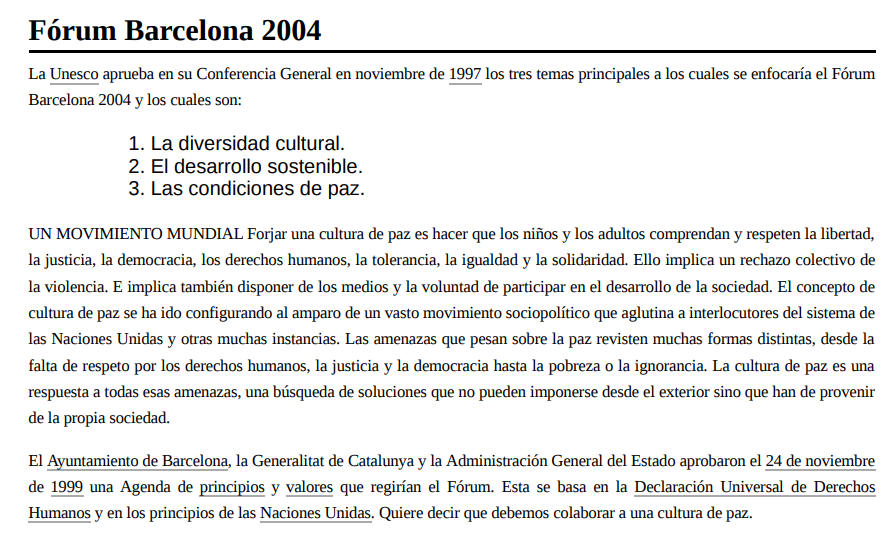 Fórum Barcelona 2004
La Unesco aprueba en su Conferencia General en noviembre de 1997 los tres temas principales a los cuales se enfocaría el Fórum
Barcelona 2004 y los cuales son:
1. La diversidad cultural.
2. El desarrollo sostenible.
3. Las condiciones de paz.
UN MOVIMIENTO MUNDIAL Forjar una cultura de paz es hacer que los niños y los adultos comprendan y respeten la libertad,
la justicia, la democracia, los derechos humanos, la tolerancia, la igualdad y la solidaridad. Ello implica un rechazo colectivo de
la violencia. E implica también disponer de los medios y la voluntad de participar en el desarrollo de la sociedad. El concepto de
cultura de paz se ha ido configurando al amparo de un vasto movimiento sociopolítico que aglutina a interlocutores del sistema de
las Naciones Unidas y otras muchas instancias. Las amenazas que pesan sobre la paz revisten muchas formas distintas, desde la
falta de respeto por los derechos humanos, la justicia y la democracia hasta la pobreza o la ignorancia. La cultura de paz es una
respuesta a todas esas amenazas, una búsqueda de soluciones que no pueden imponerse desde el exterior sino que han de provenir
de la propia sociedad.
El Ayuntamiento de Barcelona, la Generalitat de Catalunya y la Administración General del Estado aprobaron el 24 de noviembre
de 1999 una Agenda de principios y valores que regirían el Fórum. Esta se basa en la Declaración Universal de Derechos
Humanos y en los principios de las Naciones Unidas. Quiere decir que debemos colaborar a una cultura de paz.